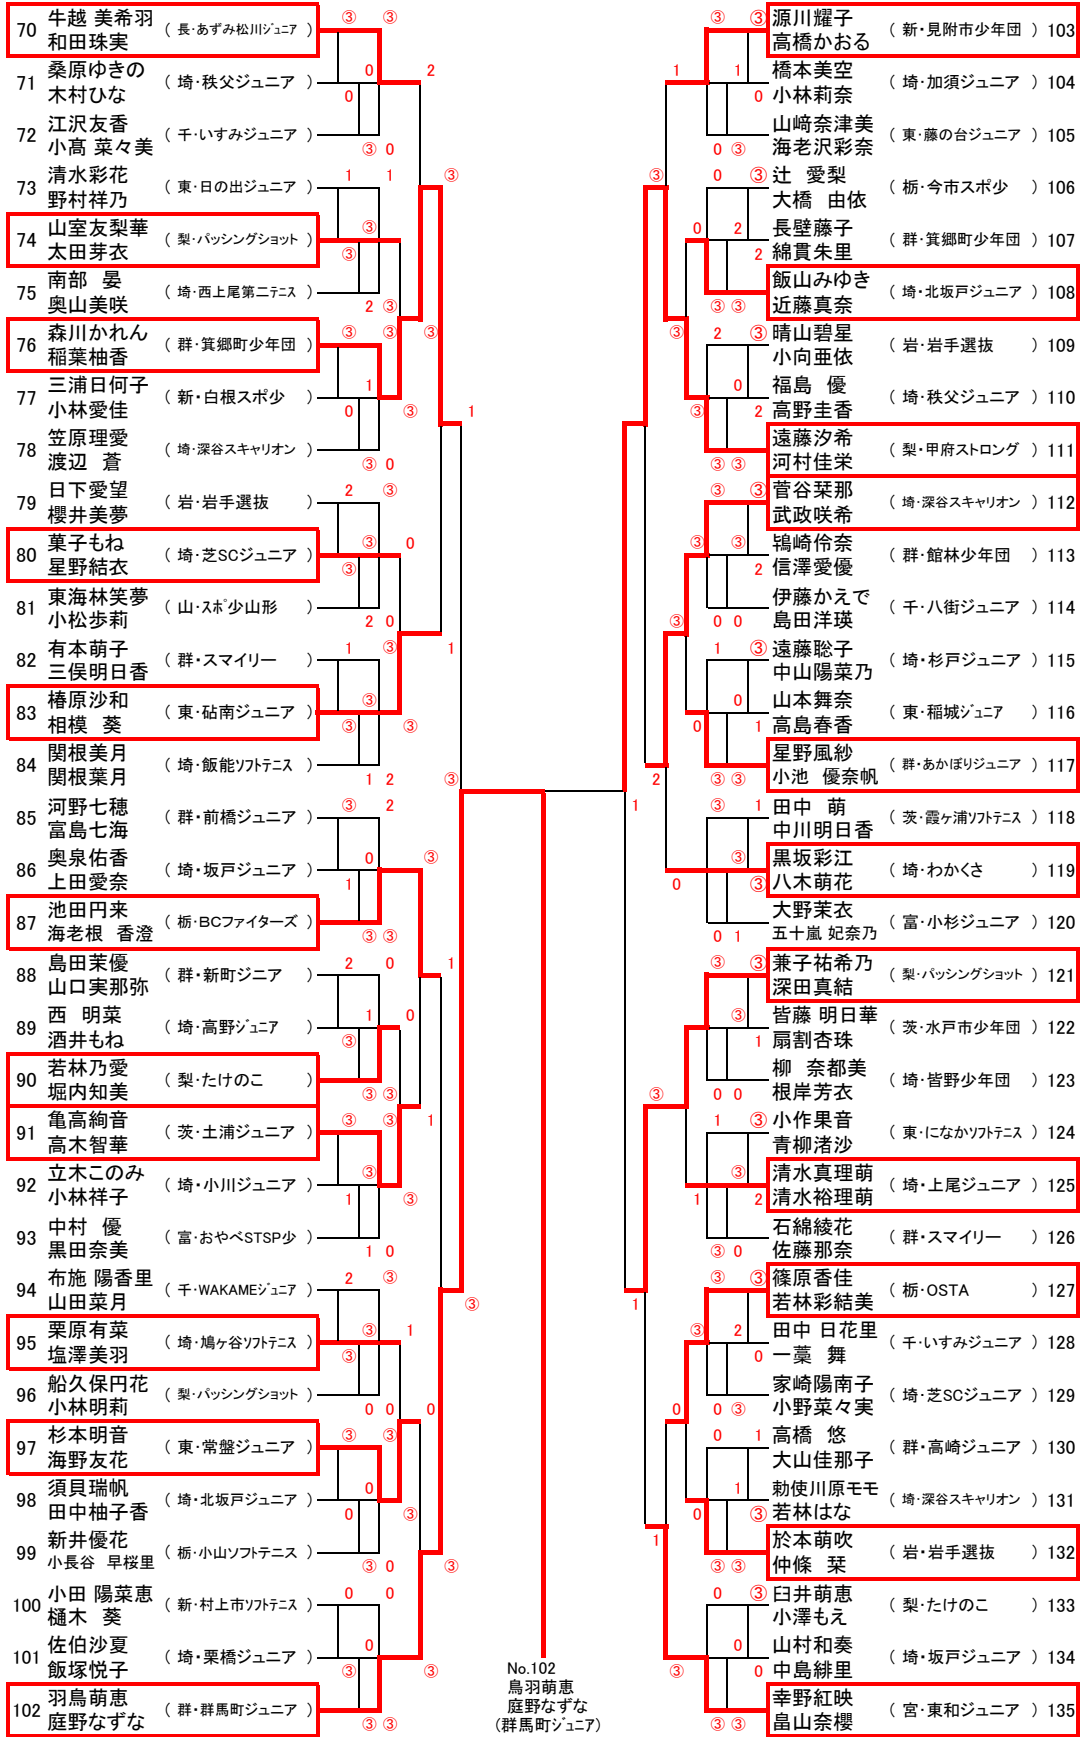 70 牛越 美希羽 和田珠実 （ 長・あずみ松川ジュニア ）
71 桑原ゆきの 木村ひな （ 埼・秩父ジュニア ）
72 江沢友香 小髙 菜々美 （ 千・いすみジュニア ）
73 清水彩花 野村祥乃 （ 東・日の出ジュニア ）
74 山室友梨華 太田芽衣 （ 梨・パッシングショット ）
75 南部 晏 奥山美咲 （ 埼・西上尾第二テニス ）
76 森川かれん 稲葉柚香 （ 群・箕郷町少年団 ）
77 三浦日何子 小林愛佳 （ 新・白根スポ少 ）
78 笠原理愛 渡辺 蒼 （ 埼・深谷スキャリオン ）
79 日下愛望 櫻井美夢 （ 岩・岩手選抜 ）
80 菓子もね 星野結衣 （ 埼・芝SCジュニア ）
81 東海林笑夢 小松歩莉 （ 山・スポ少山形 ）
82 有本萌子 三俣明日香 （ 群・スマイリー ）
83 椿原沙和 相模 葵 （ 東・砧南ジュニア ）
84 関根美月 関根葉月 （ 埼・飯能ソフトテニス ）
85 河野七穂 富島七海 （ 群・前橋ジュニア ）
86 奥泉佑香 上田愛奈 （ 埼・坂戸ジュニア ）
87 池田円来 海老根 香澄 （ 栃・BCファイターズ ）
88 島田茉優 山口実那弥 （ 群・新町ジニア ）
89 西 明菜 酒井もね （ 埼・高野ジュニア ）
90 若林乃愛 堀内知美 （ 梨・たけのこ ）
91 亀高絢音 高木智華 （ 茨・土浦ジュニア ）
92 立木このみ 小林祥子 （ 埼・小川ジュニア ）
93 中村 優 黒田奈美 （ 富・おやべSTSP少 ）
94 布施 陽香里 山田菜月 （ 千・WAKAMEジュニア ）
95 栗原有菜 塩澤美羽 （ 埼・鳩ヶ谷ソフトテニス ）
96 船久保円花 小林明莉 （ 梨・パッシングショット ）
97 杉本明音 海野友花 （ 東・常盤ジュニア ）
98 須貝瑞帆 田中柚子香 （ 埼・北坂戸ジュニア ）
99 新井優花 小長谷 早桜里 （ 栃・小山ソフトテニス ）
100 小田 陽菜恵 樋木 葵 （ 新・村上市ソフトテニス ）
101 佐伯沙夏 飯塚悦子 （ 埼・栗橋ジュニア ）
102 羽鳥萌恵 庭野なずな （ 群・群馬町ジュニア ）
No.102
鳥羽萌恵
庭野なずな
（群馬町ジュニア）
源川耀子 高橋かおる （ 新・見附市少年団 ） 103
橋本美空 小林莉奈 （ 埼・加須ジュニア ） 104
山﨑奈津美 海老沢彩奈 （ 東・藤の台ジュニア ） 105
辻 愛梨 大橋 由依 （ 栃・今市スポ少 ） 106
長壁藤子 綿貫朱里 （ 群・箕郷町少年団 ） 107
飯山みゆき 近藤真奈 （ 埼・北坂戸ジュニア ） 108
晴山碧星 小向亜依 （ 岩・岩手選抜 ） 109
福島 優 高野圭香 （ 埼・秩父ジュニア ） 110
遠藤汐希 河村佳栄 （ 梨・甲府ストロング ） 111
菅谷栞那 武政咲希 （ 埼・深谷スキャリオン ） 112
鴇崎伶奈 信澤愛優 （ 群・館林少年団 ） 113
伊藤かえで 島田洋瑛 （ 千・八街ジュニア ） 114
遠藤聡子 中山陽菜乃 （ 埼・杉戸ジュニア ） 115
山本舞奈 高島春香 （ 東・稲城ジュニア ） 116
星野風紗 小池 優奈帆 （ 群・あかぼりジュニア ） 117
田中 萌 中川明日香 （ 茨・霞ヶ浦ソフトテニス ） 118
黒坂彩江 八木萌花 （ 埼・わかくさ ） 119
大野茉衣 五十嵐 妃奈乃 （ 富・小杉ジュニア ） 120
兼子祐希乃 深田真結 （ 梨・パッシングショット ） 121
皆藤 明日華 扇割杏珠 （ 茨・水戸市少年団 ） 122
柳 奈都美 根岸芳衣 （ 埼・皆野少年団 ） 123
小作果音 青柳渚沙 （ 東・になかソフトテニス ） 124
清水真理萌 清水裕理萌 （ 埼・上尾ジュニア ） 125
石綿綾花 佐藤那奈 （ 群・スマイリー ） 126
篠原香佳 若林彩結美 （ 栃・OSTA ） 127
田中 日花里 一藁 舞 （ 千・いすみジュニア ） 128
家崎陽南子 小野菜々実 （ 埼・芝SCジュニア ） 129
高橋 悠 大山佳那子 （ 群・高崎ジュニア ） 130
勅使川原モモ 若林はな （ 埼・深谷スキャリオン ） 131
於本萌吹 仲條 栞 （ 岩・岩手選抜 ） 132
臼井萌恵 小澤もえ （ 梨・たけのこ ） 133
山村和奏 中島緋里 （ 埼・坂戸ジュニア ） 134
幸野紅映 畠山奈櫻 （ 宮・東和ジュニア ） 135